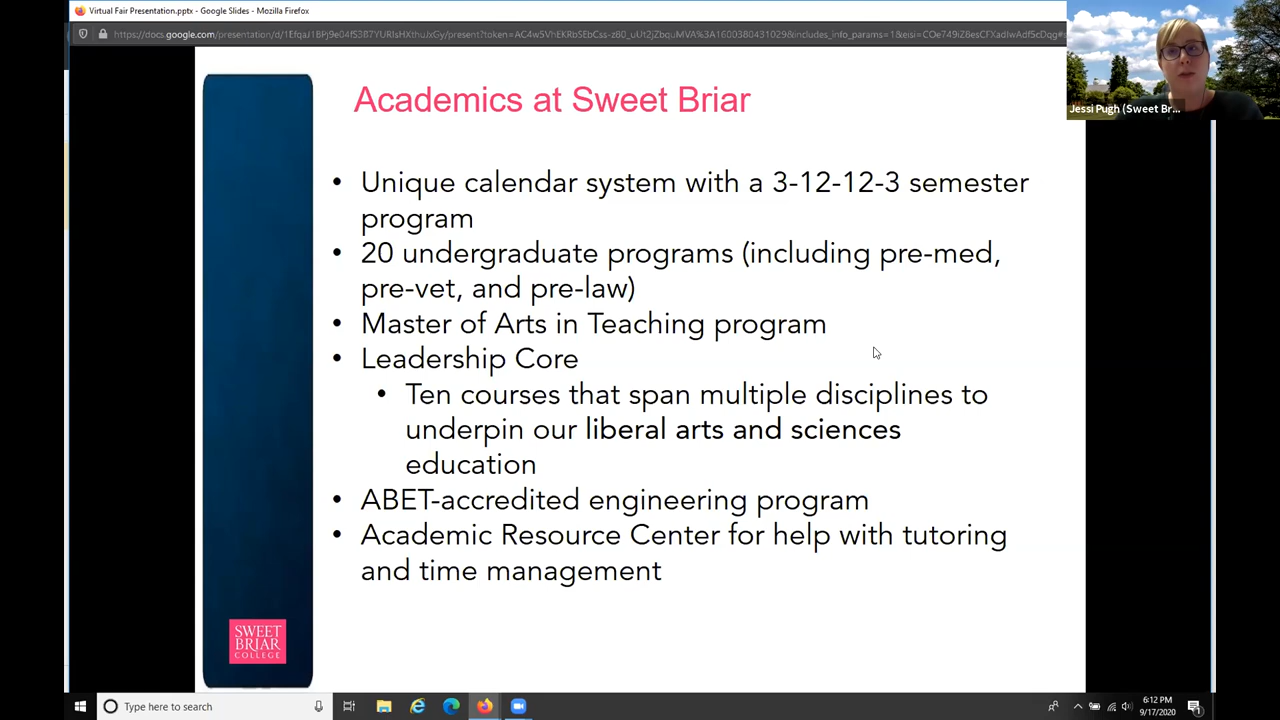 Virtual Fair Presentation.pptx - Google Slides - Mozilla Firefox
Jessi Pugh (Sweet Br...
Academics at Sweet Briar
• Unique calendar system with a 3-12-12-3 semester
program
• 20 undergraduate programs (including pre-med,
pre-vet, and pre-law)
• Master of Arts in Teaching program
• Leadership Core
• Ten courses that span multiple disciplines to
underpin our liberal arts and sciences
education
• ABET-accredited engineering program
• Academic Resource Center for help with tutoring
and time management
SWEET
BRIAR
COLLEGE
Type here to search
6:12 PM
9/17/2020